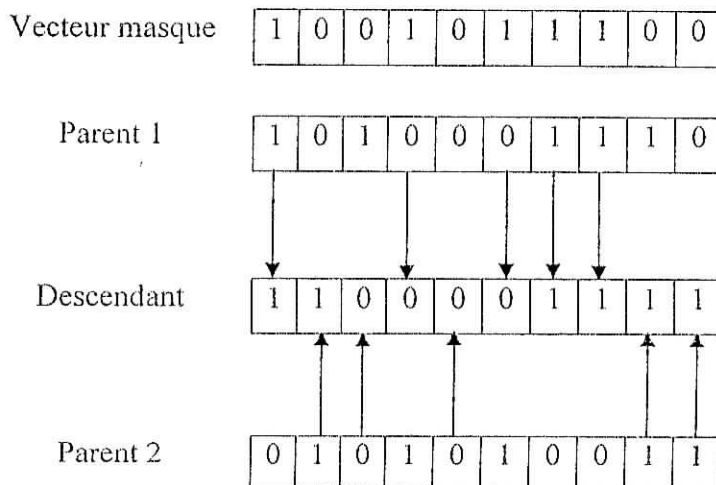 Vecteur masque 1 0 0 1 0 1 1 1 0 0
Parent 1 1 0 1 0 0 0 1 1 1 0
Descendant 1 1 0 0 0 0 1 1 1 1
Parent 2 0 1 0 1 0 1 0 0 1 1